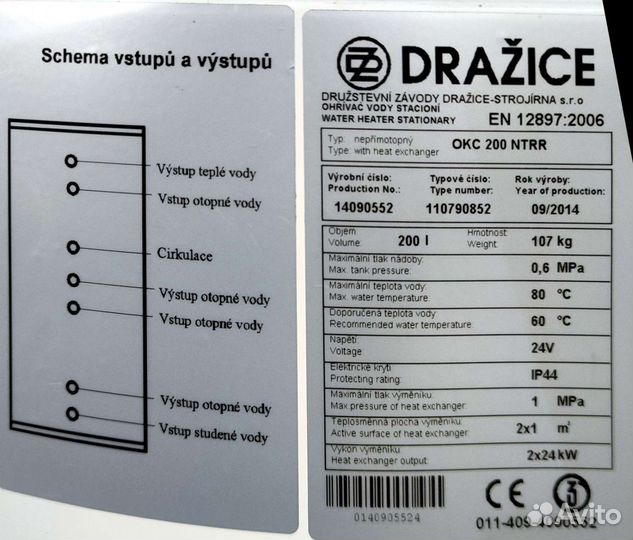 Schema vstupů a výstupů
Výstup teplé vody
Vstup otopné vody
Cirkulace
Výstup otopné vody
Vstup otopné vody
Výstup otopné vody
Vstup studené vody
DZ DRAŽICE
DRUŽSTEVNÍ ZÁVODY DRAŽICE-STROJÍRNA s.r.o
OHŘÍVAČ VODY STACIONÍ
WATER HEATER STATIONARY EN 12897:2006
Typ: nepřímotopný
Type: with heat exchanger OKC 200 NTRR
Výrobní číslo: Typové číslo: Rok výroby:
Production No.: Type number: Year of production:
14090552 110790852 09/2014
Objem Hmotnost
Volume: 200 l Weight 107 kg
Maximální tlak nádoby:
Max. tank pressure: 0,6 MPa
Maximální teplota vody:
Max. water temperature: 80 °C
Doporučená teplota vody:
Recommended water temperature: 60 °C
Napětí
Voltage 24V
Elektrické krytí
Protecting rating: IP44
Maximální tlak výměníku:
Max pressure of heat exchanger: 1 MPa
Teplosměnná plocha výměníku:
Active surface of heat exchanger: 2x1 m²
Výkon výměníku
Heat exchanger output: 2x24 kW
0140905524
CE 3
011-409-4090552
Avito